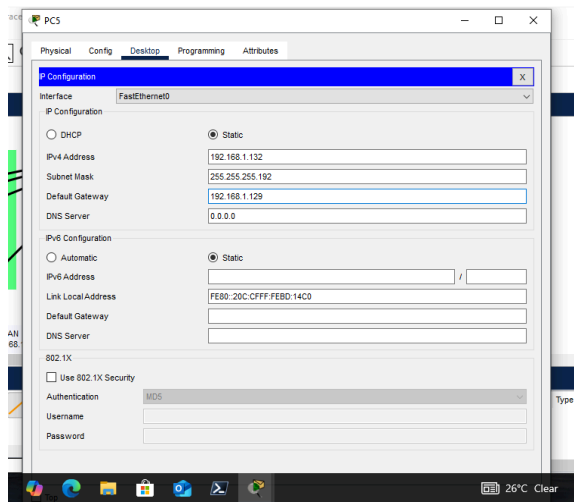 PC5
Physical Config Desktop Programming Attributes
IP Configuration X
Interface FastEthernet0
IP Configuration
DHCP Static
IPv4 Address 192.168.1.132
Subnet Mask 255.255.255.192
Default Gateway 192.168.1.129
DNS Server 0.0.0.0
IPv6 Configuration
Automatic Static
IPv6 Address /
Link Local Address FE80::20C:CFFF:FEBD:14C0
Default Gateway
DNS Server
802.1X
Use 802.1X Security
Authentication MD5
Username
Password
Top
AN
68.
Type
26°C Clear